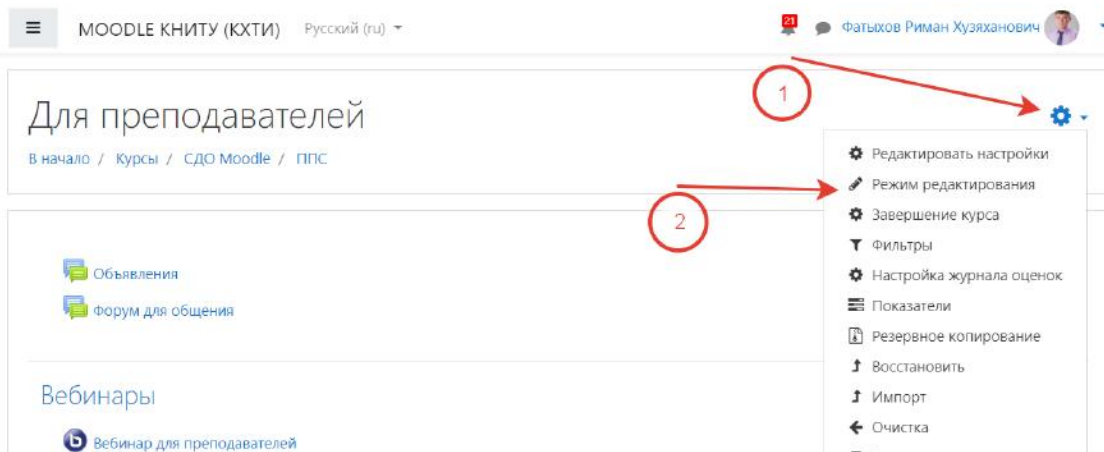 MOODLE КНИТУ (КХТИ) Русский (ru)
21
Фатыхов Риман Хузяханович
1
Для преподавателей
В начало / Курсы / СДО Moodle / ППС
Редактировать настройки
Режим редактирования
2
Завершение курса
Фильтры
Настройка журнала оценок
Показатели
Резервное копирование
Восстановить
Импорт
Очистка
Объявления
Форум для общения
Вебинары
b
Вебинар для преподавателей